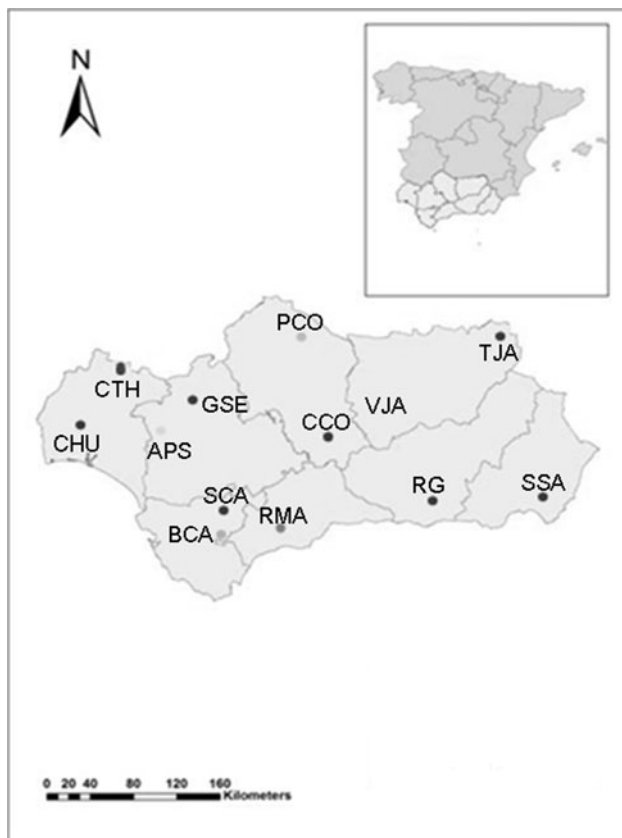 N
PCO
TJA
CTH
GSE
VJA
CCO
CHU
APS
SCA
RG
SSA
RMA
BCA
0 20 40 80 120 160
Kilometers